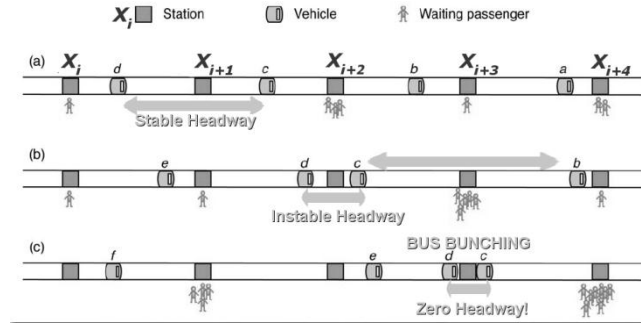 Xi Station Vehicle Waiting passenger
(a) Xi d Xi+1 c Xi+2 b Xi+3 a Xi+4
Stable Headway
(b) e d c b
Instable Headway
BUS BUNCHING
(c) f e d c
Zero Headway!